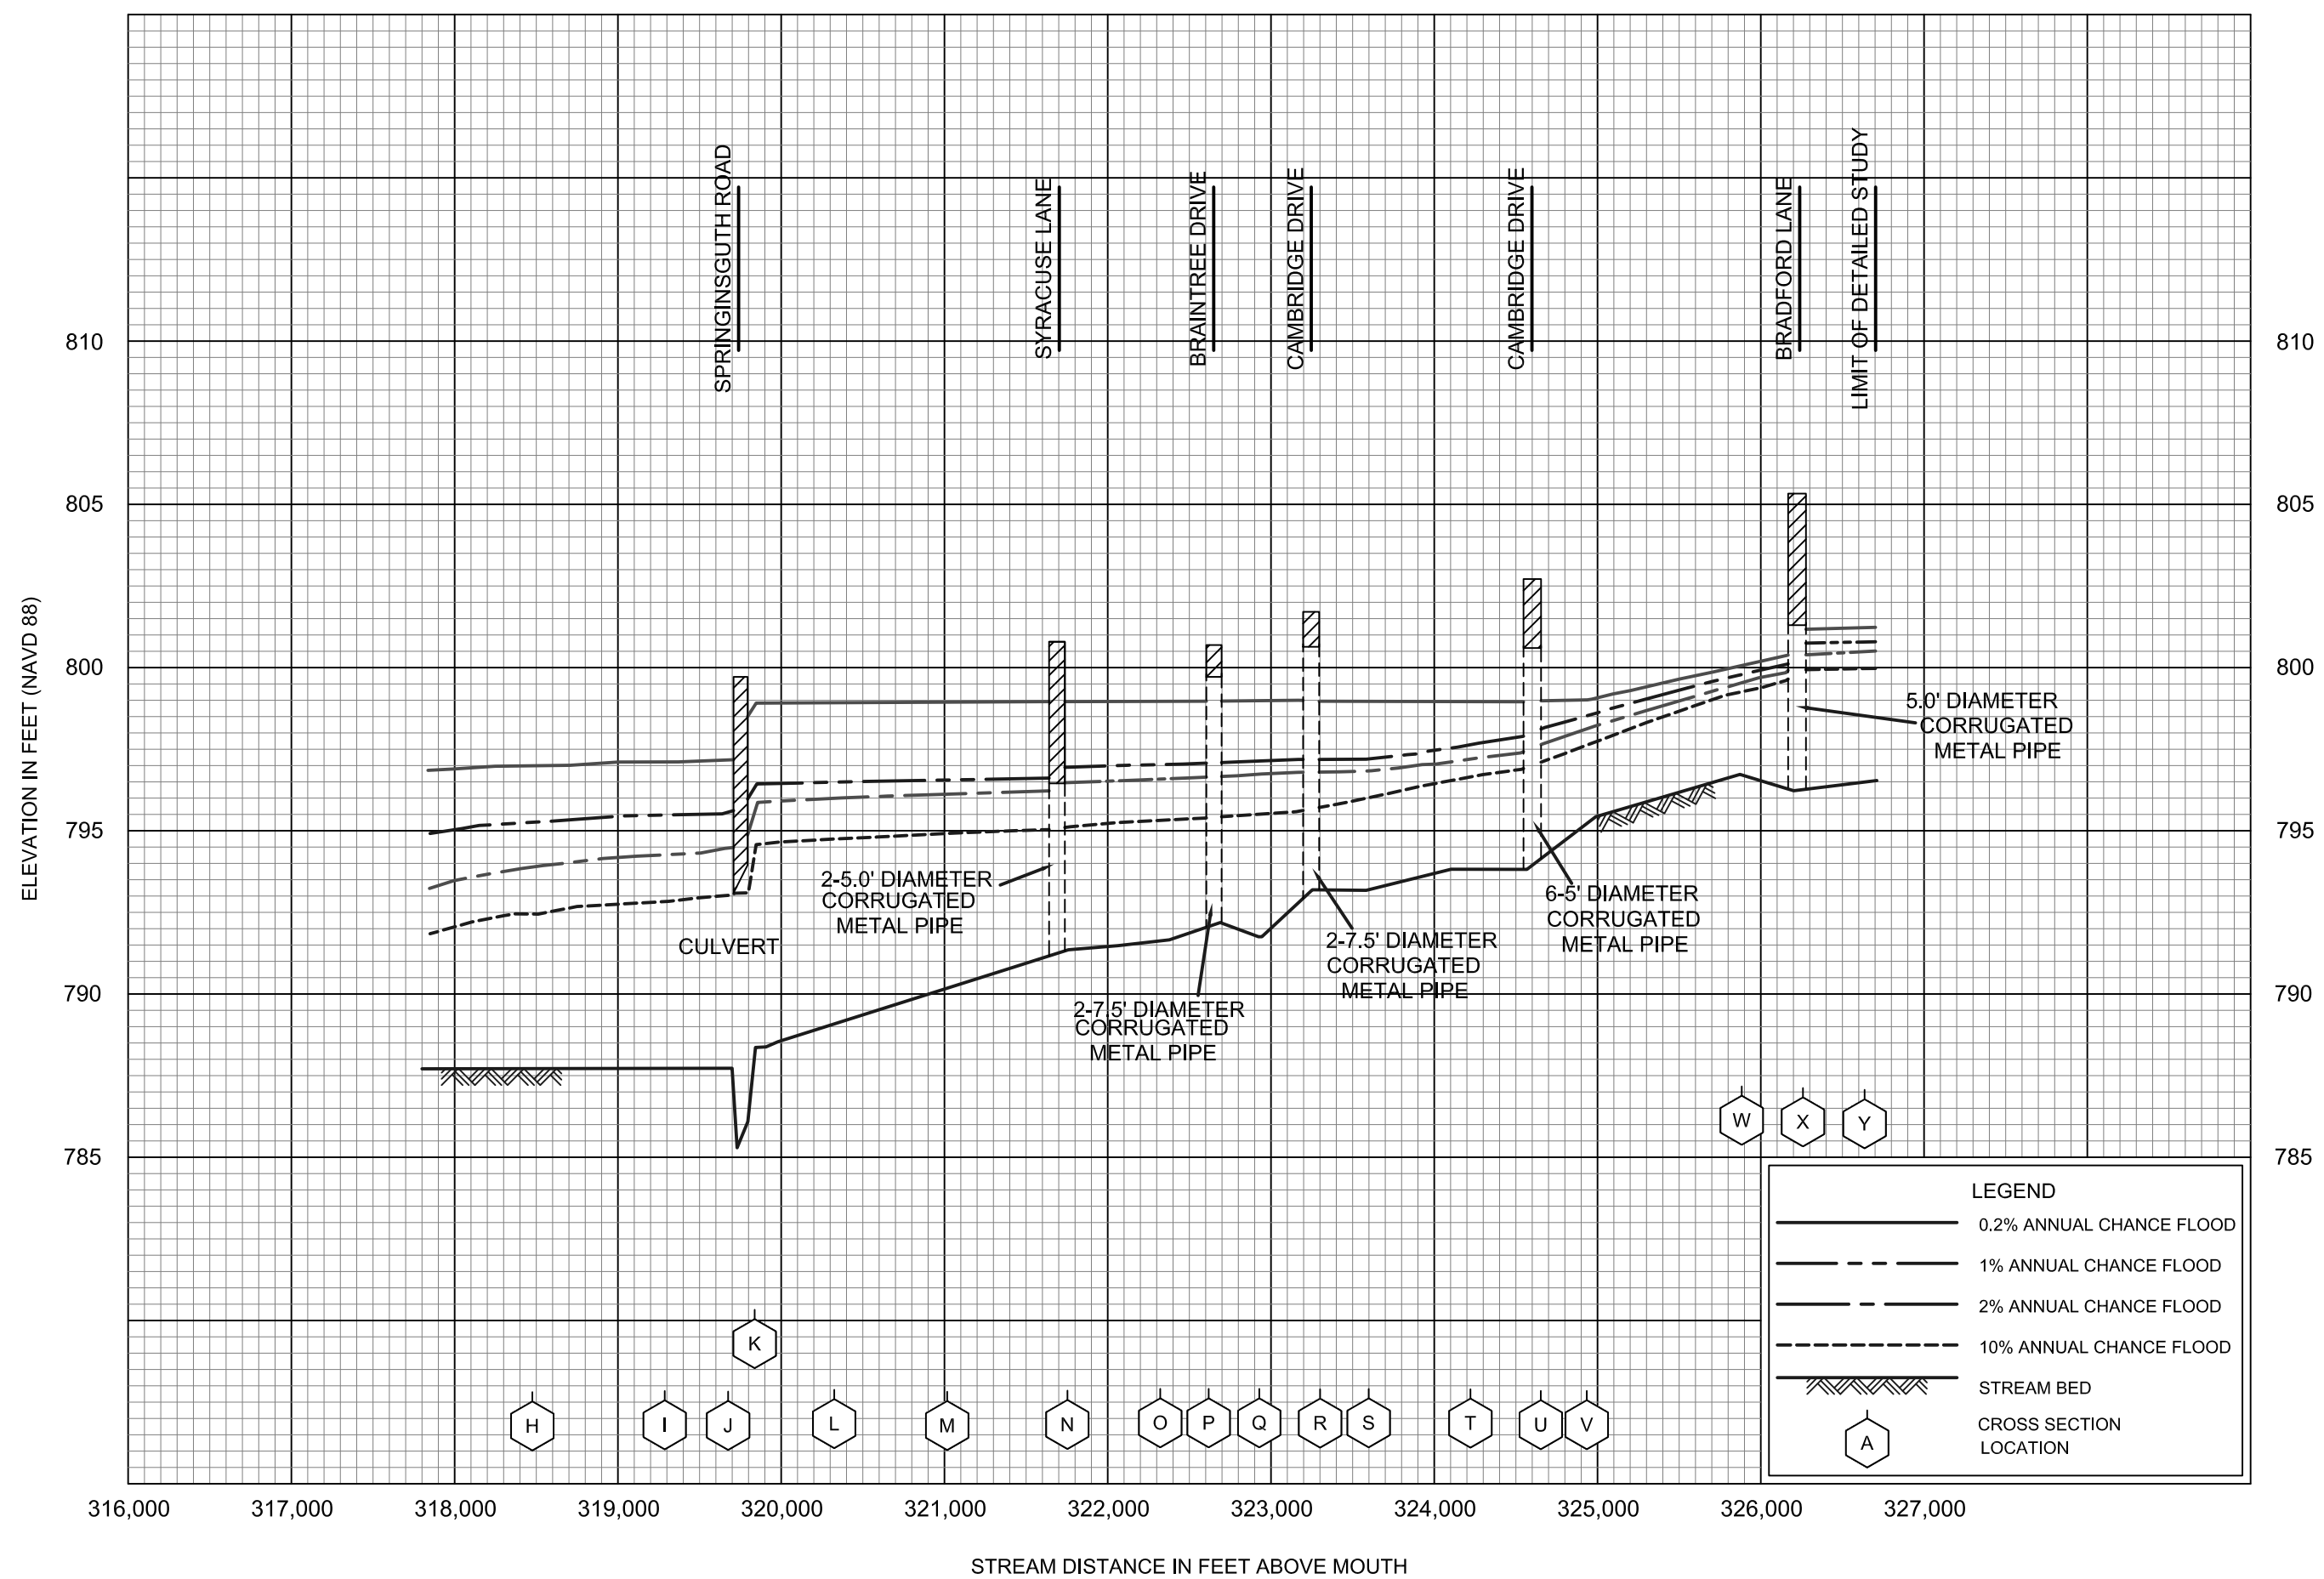 SPRINGINSGUTH ROAD
SYRACUSE LANE
BRAINTREE DRIVE
CAMBRIDGE DRIVE
CAMBRIDGE DRIVE
BRADFORD LANE
LIMIT OF DETAILED STUDY
810
810
805
805
800
800
795
795
790
790
785
785
ELEVATION IN FEET (NAVD 88)
5.0' DIAMETER
CORRUGATED
METAL PIPE
2-5.0' DIAMETER
CORRUGATED
METAL PIPE
CULVERT
6-5' DIAMETER
CORRUGATED
METAL PIPE
2-7.5' DIAMETER
CORRUGATED
METAL PIPE
2-7.5' DIAMETER
CORRUGATED
METAL PIPE
W
X
Y
K
H
I
J
L
M
N
O
P
Q
R
S
T
U
V
LEGEND
0.2% ANNUAL CHANCE FLOOD
1% ANNUAL CHANCE FLOOD
2% ANNUAL CHANCE FLOOD
10% ANNUAL CHANCE FLOOD
STREAM BED
A
CROSS SECTION
LOCATION
316,000
317,000
318,000
319,000
320,000
321,000
322,000
323,000
324,000
325,000
326,000
327,000
STREAM DISTANCE IN FEET ABOVE MOUTH